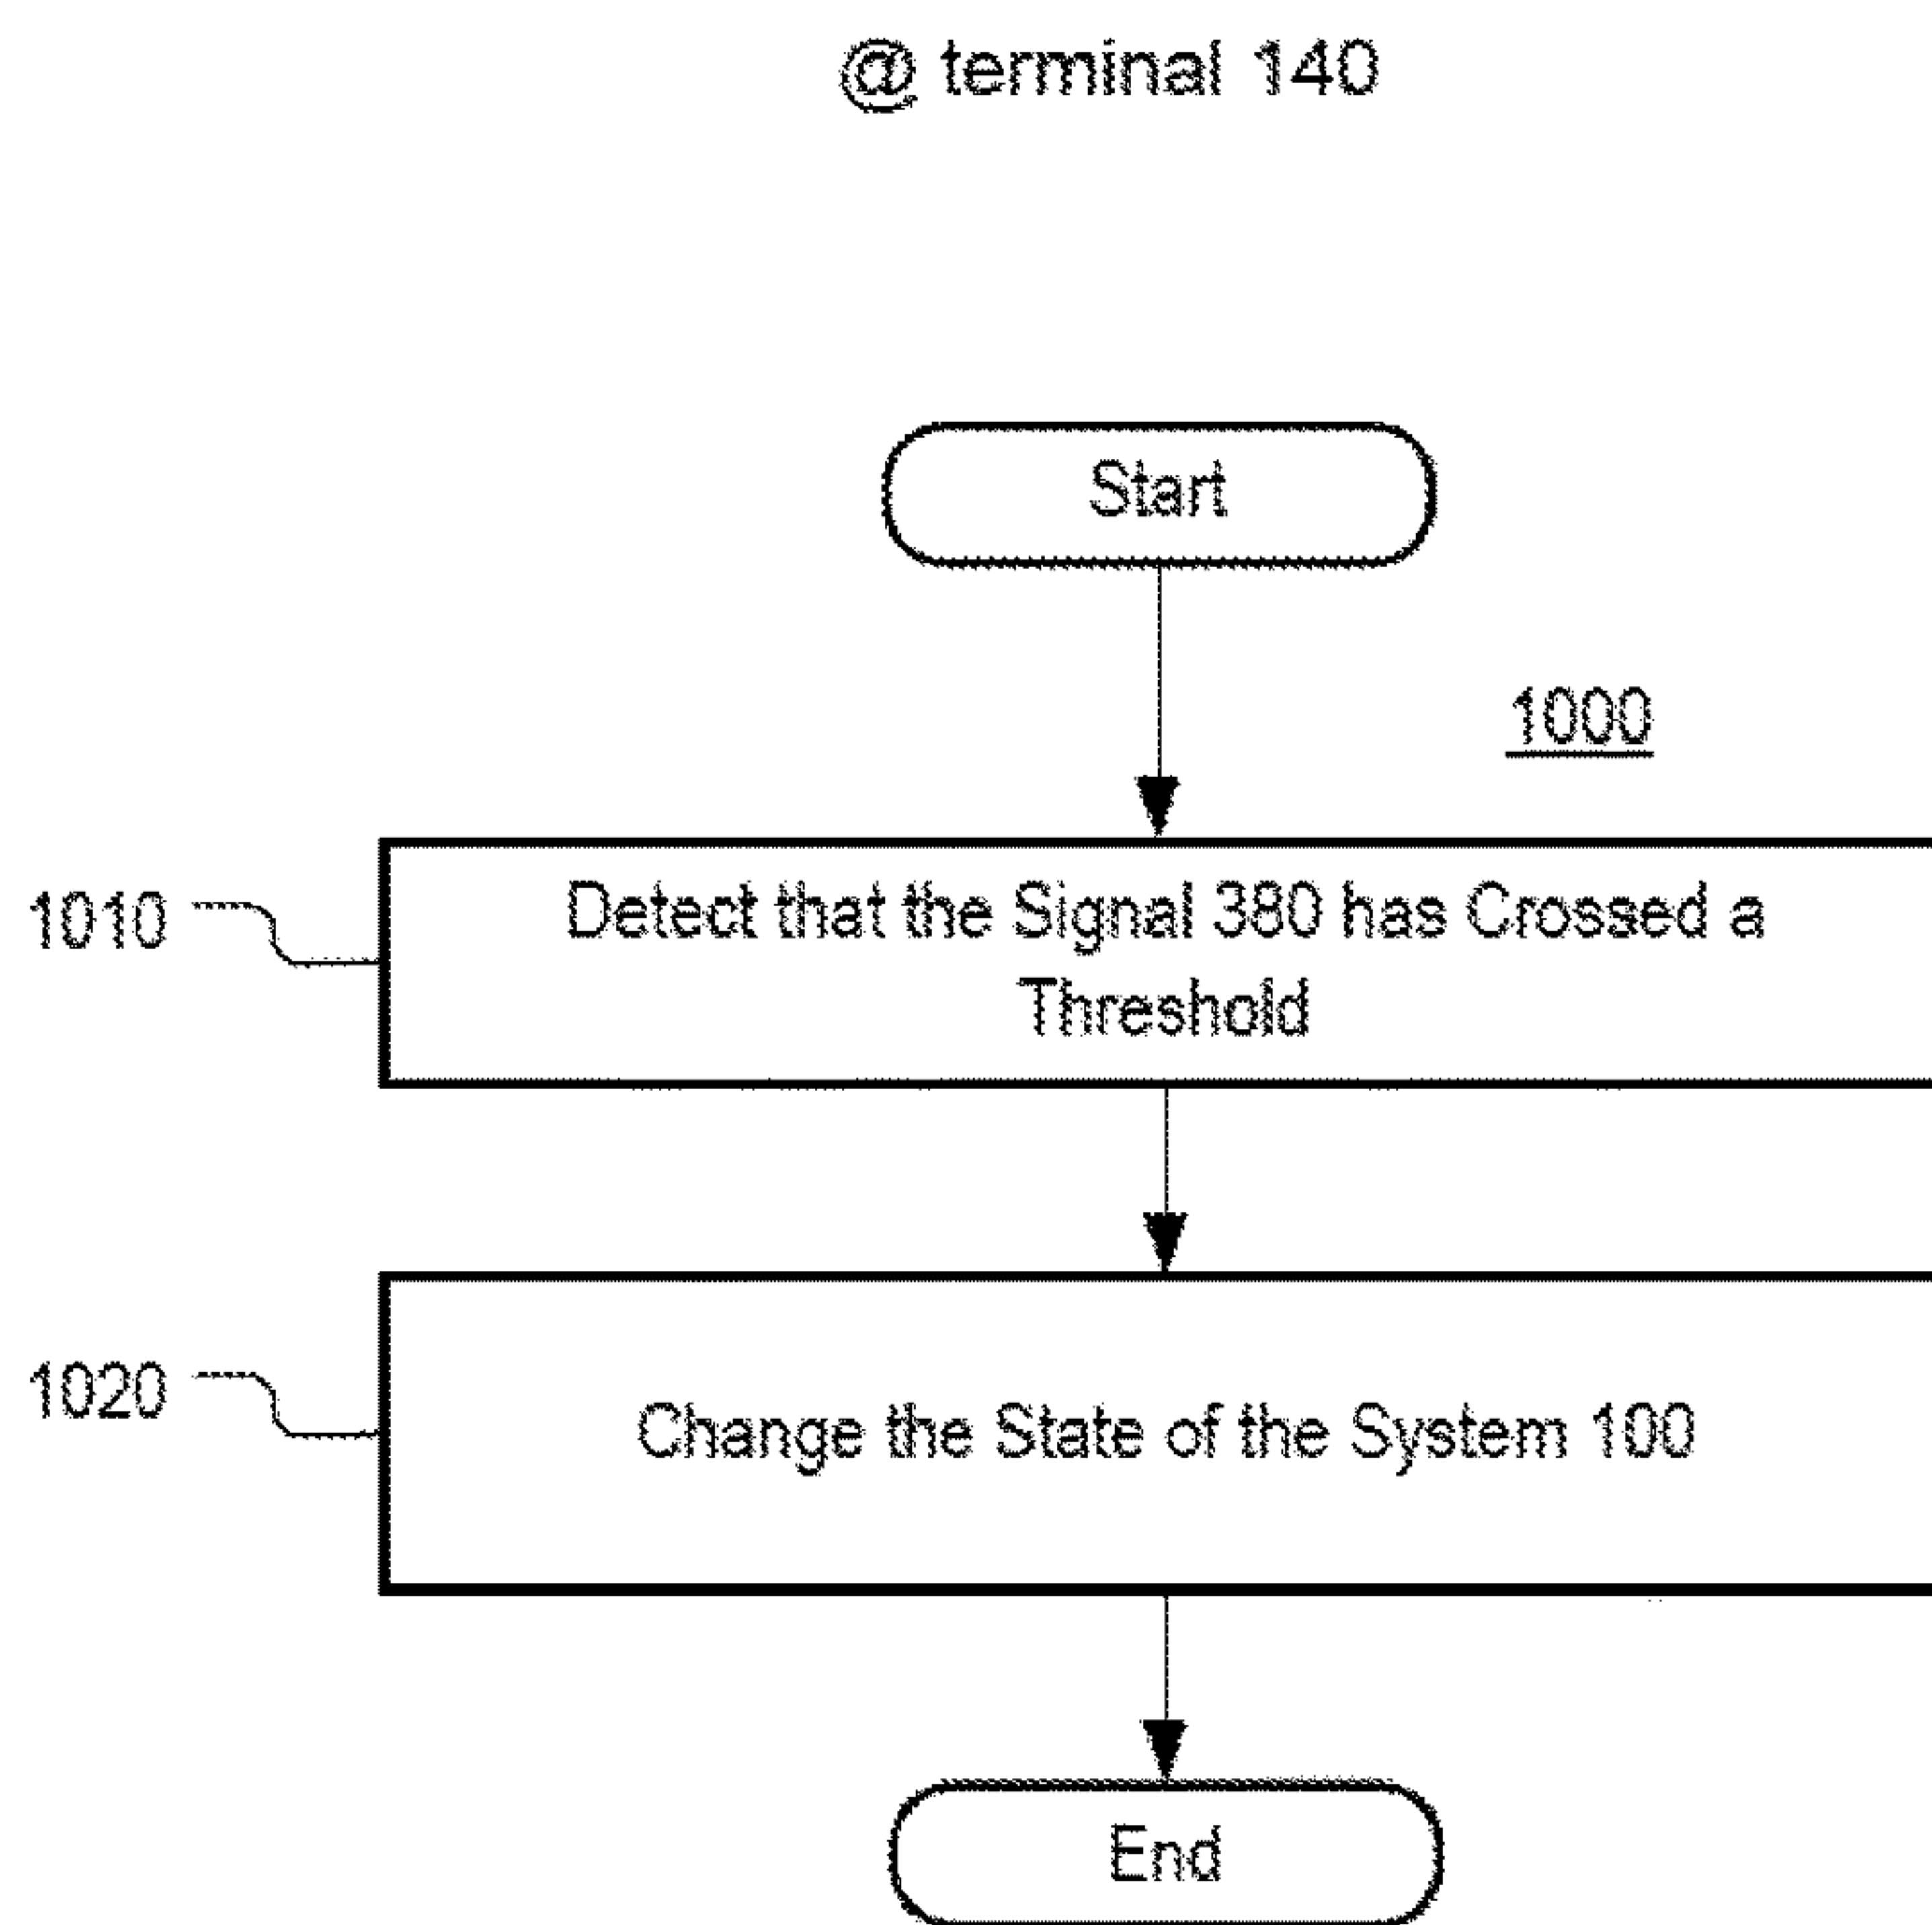 @ terminal 140
Start
1000
1010
Detect that the Signal 380 has Crossed a
Threshold
1020
Change the State of the System 100
End